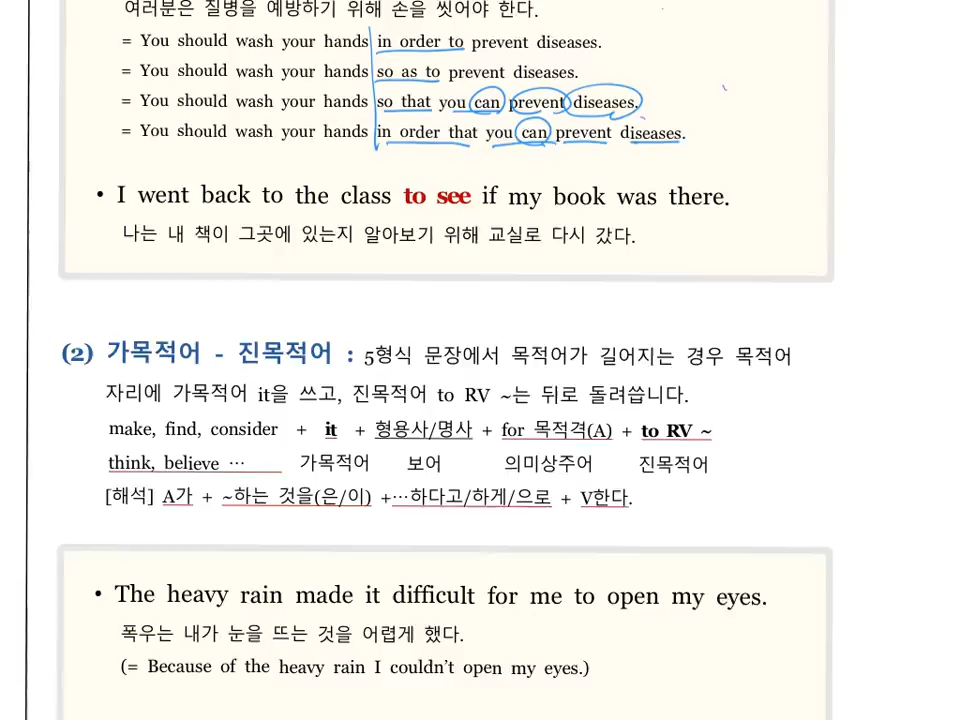 여러분은 질병을 예방하기 위해 손을 씻어야 한다.
= You should wash your hands in order to prevent diseases.
= You should wash your hands so as to prevent diseases.
= You should wash your hands so that you can prevent diseases.
= You should wash your hands in order that you can prevent diseases.
• I went back to the class to see if my book was there.
나는 내 책이 그곳에 있는지 알아보기 위해 교실로 다시 갔다.
(2) 가목적어 - 진목적어 : 5형식 문장에서 목적어가 길어지는 경우 목적어
자리에 가목적어 it을 쓰고, 진목적어 to RV ~는 뒤로 돌려씁니다.
make, find, consider + it + 형용사/명사 + for 목적격(A) + to RV ~
think, believe ··· 가목적어 보어 의미상주어 진목적어
[해석] A가 + ~하는 것을(은/이) +···하다고/하게/으로 + V한다.
• The heavy rain made it difficult for me to open my eyes.
폭우는 내가 눈을 뜨는 것을 어렵게 했다.
(= Because of the heavy rain I couldn't open my eyes.)